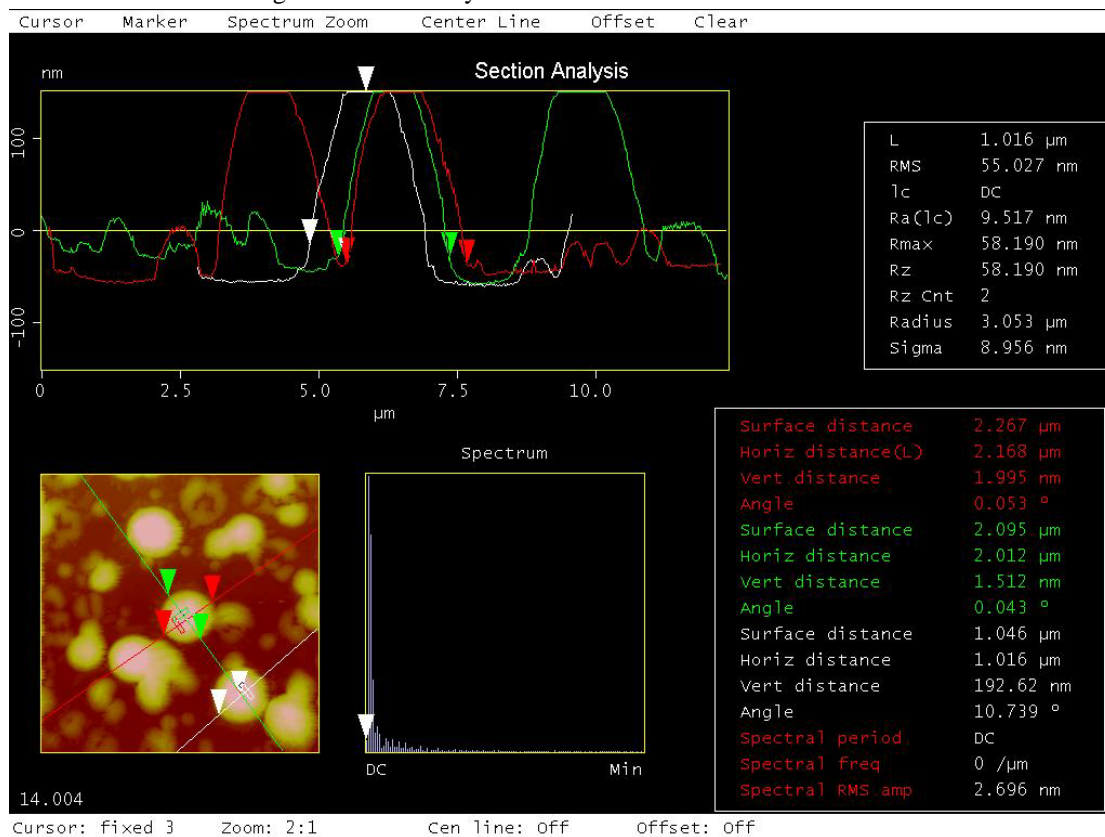 Cursor Marker Spectrum Zoom Center Line Offset Clear
nm
Section Analysis
100
0
-100
0 2.5 5.0 7.5 10.0
µm
L 1.016 µm
RMS 55.027 nm
lc DC
Ra(lc) 9.517 nm
Rmax 58.190 nm
Rz 58.190 nm
Rz Cnt 2
Radius 3.053 µm
Sigma 8.956 nm
Spectrum
DC Min
Surface distance 2.267 µm
Horiz distance(L) 2.168 µm
Vert distance 1.995 nm
Angle 0.053 °
Surface distance 2.095 µm
Horiz distance 2.012 µm
Vert distance 1.512 nm
Angle 0.043 °
Surface distance 1.046 µm
Horiz distance 1.016 µm
Vert distance 192.62 nm
Angle 10.739 °
Spectral period DC
Spectral freq 0 /µm
Spectral RMS amp 2.696 nm
14.004
Cursor: fixed 3 Zoom: 2:1 Cen line: Off Offset: Off